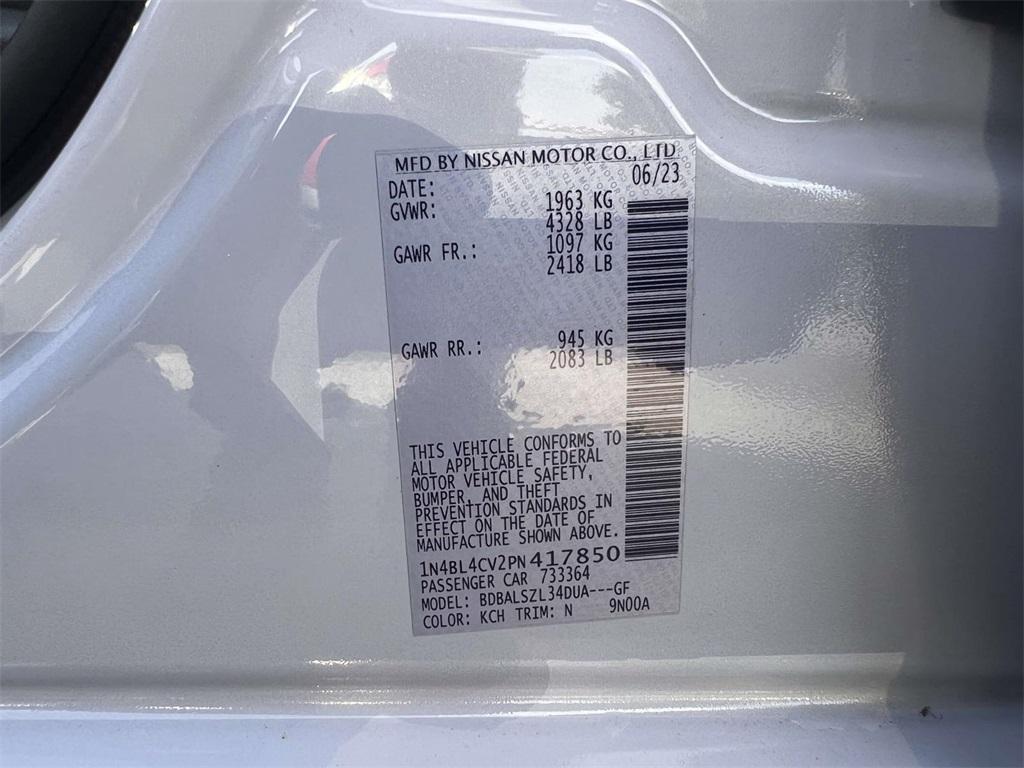 MFD BY NISSAN MOTOR CO., LTD
DATE: 06/23
GVWR: 1963 KG
4328 LB
GAWR FR.: 1097 KG
2418 LB
GAWR RR.: 945 KG
2083 LB
THIS VEHICLE CONFORMS TO
ALL APPLICABLE FEDERAL
MOTOR VEHICLE SAFETY,
BUMPER, AND THEFT
PREVENTION STANDARDS IN
EFFECT ON THE DATE OF
MANUFACTURE SHOWN ABOVE.
1N4BL4CV2PN417850
PASSENGER CAR 733364
MODEL: BDBALSZL34DUA---GF
COLOR: KCH TRIM: N 9N00A